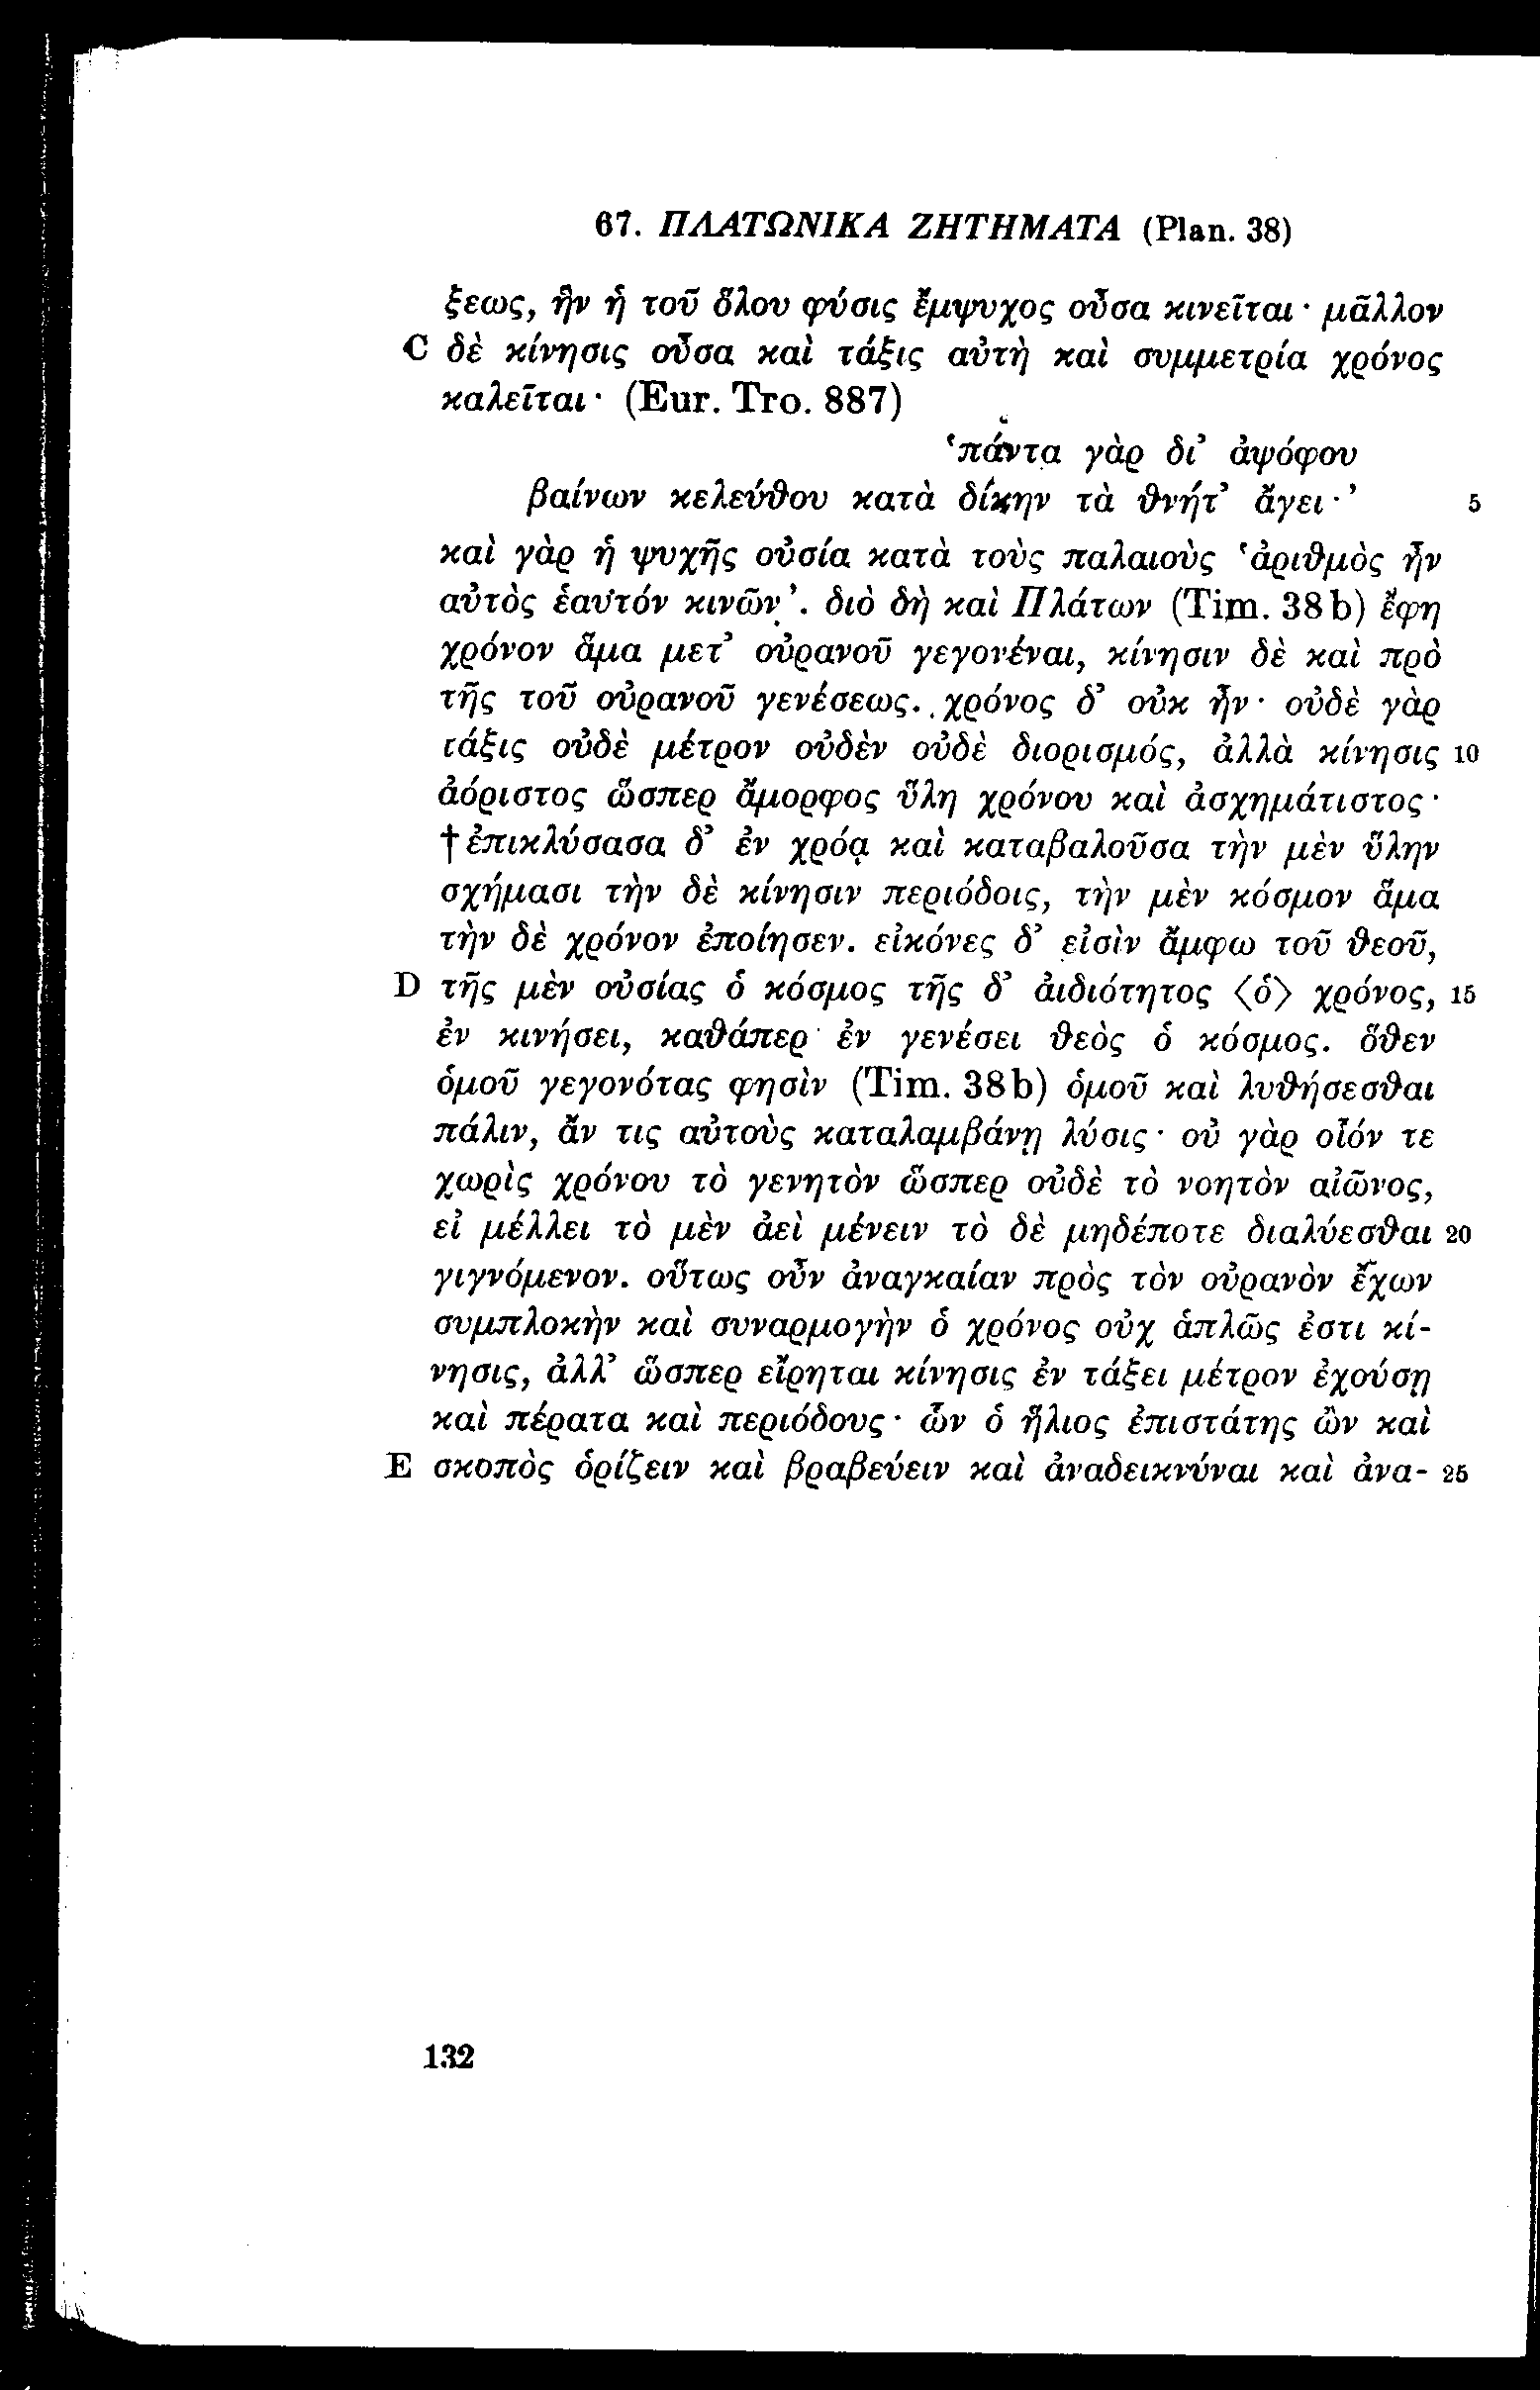 67. ΠΛΑΤΩΝΙΚΑ ΖΗΤΗΜΑΤΑ (Plan. 38)
ξεως, ἣν ἡ τοῦ ὅλου φύσις ἔμψυχος οὖσα κινεῖται· μᾶλλον
C δὲ κίνησις οὖσα καὶ τάξις αὐτὴ καὶ συμμετρία χρόνος
καλεῖται· (Eur. Tro. 887)
‘πάντα γὰρ δι’ ἀψόφου
βαίνων κελεύθου κατὰ δίκην τὰ θνήτ’ ἄγει·’ 5
καὶ γὰρ ἡ ψυχῆς οὐσία κατὰ τοὺς παλαιοὺς ‘ἀριθμὸς ἦν
αὐτὸς ἑαυτόν κινῶν’. διὸ δὴ καὶ Πλάτων (Tim. 38 b) ἔφη
χρόνον ἅμα μετ’ οὐρανοῦ γεγονέναι, κίνησιν δὲ καὶ πρὸ
τῆς τοῦ οὐρανοῦ γενέσεως. χρόνος δ’ οὐκ ἦν· οὐδὲ γὰρ
τάξις οὐδὲ μέτρον οὐδὲν οὐδὲ διορισμός, ἀλλὰ κίνησις 10
ἀόριστος ὥσπερ ἄμορφος ὕλη χρόνου καὶ ἀσχημάτιστος·
† ἐπικλύσασα δ’ ἐν χρόᾳ καὶ καταβαλοῦσα τὴν μὲν ὕλην
σχήμασι τὴν δὲ κίνησιν περιόδοις, τὴν μὲν κόσμον ἅμα
τὴν δὲ χρόνον ἐποίησεν. εἰκόνες δ’ εἰσὶν ἄμφω τοῦ θεοῦ,
D τῆς μὲν οὐσίας ὁ κόσμος τῆς δ’ ἀιδιότητος ⟨ὁ⟩ χρόνος, 15
ἐν κινήσει, καθάπερ ἐν γενέσει θεὸς ὁ κόσμος. ὅθεν
ὁμοῦ γεγονότας φησὶν (Tim. 38 b) ὁμοῦ καὶ λυθήσεσθαι
πάλιν, ἄν τις αὐτοὺς καταλαμβάνῃ λύσις· οὐ γὰρ οἷόν τε
χωρὶς χρόνου τὸ γενητὸν ὥσπερ οὐδὲ τὸ νοητὸν αἰῶνος,
εἰ μέλλει τὸ μὲν ἀεὶ μένειν τὸ δὲ μηδέποτε διαλύεσθαι 20
γιγνόμενον. οὕτως οὖν ἀναγκαίαν πρὸς τὸν οὐρανὸν ἔχων
συμπλοκὴν καὶ συναρμογὴν ὁ χρόνος οὐχ ἁπλῶς ἐστι κί-
νησις, ἀλλ’ ὥσπερ εἴρηται κίνησις ἐν τάξει μέτρον ἐχούσῃ
καὶ πέρατα καὶ περιόδους· ὧν ὁ ἥλιος ἐπιστάτης ὢν καὶ
E σκοπὸς ὁρίζειν καὶ βραβεύειν καὶ ἀναδεικνύναι καὶ ἀνα- 25
132